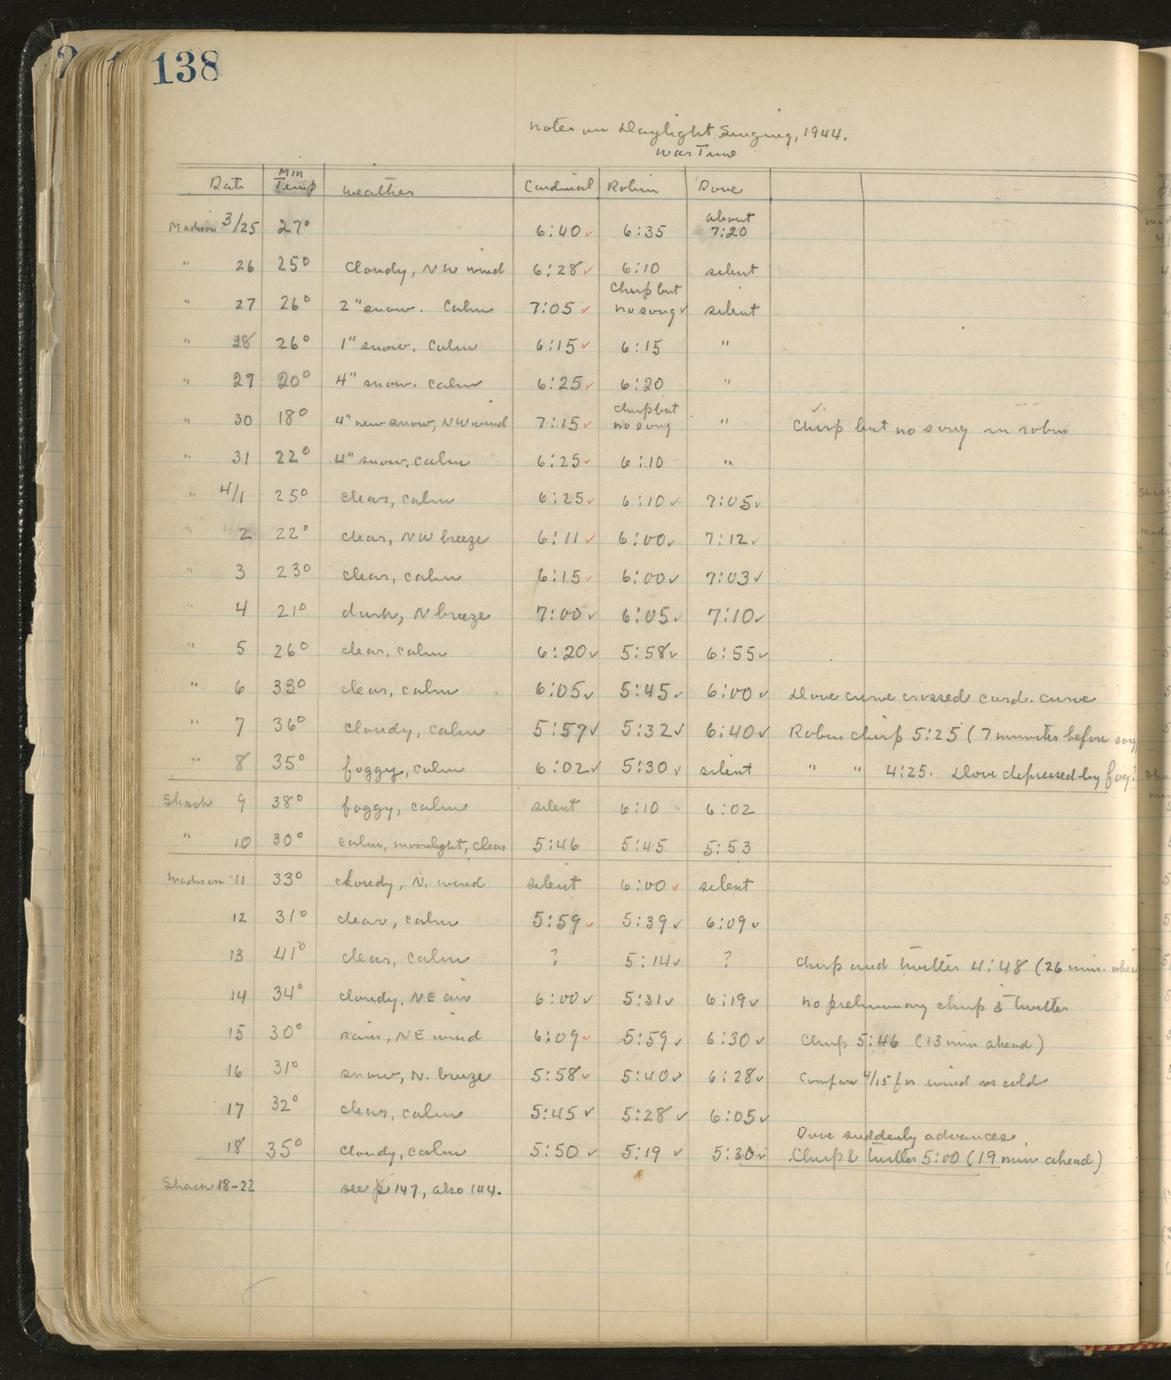 138
Notes on Daylight Singing, 1944.
War Time
Date Min Temp Weather Cardinal Robin Dove
Madison 3/25 27° 6:40 6:35 about 7:20
" 26 25° Cloudy, NW wind 6:28 6:10 silent
" 27 26° 2" snow. Calm 7:05 Chirp but no song silent
" 28 26° 1" snow. Calm 6:15 6:15 "
" 29 20° 4" snow. Calm 6:25 6:20 "
" 30 18° 4" new snow, NW wind 7:15 chirp but no song " Chirp but no song in robin
" 31 22° 4" snow, calm 6:25 6:10 "
" 4/1 25° clear, calm 6:25 6:10 7:05
" 2 22° clear, NW breeze 6:11 6:00 7:12
" 3 23° clear, calm 6:15 6:00 7:03
" 4 21° dark, N breeze 7:00 6:05 7:10
" 5 26° clear, calm 6:20 5:58 6:55
" 6 33° clear, calm 6:05 5:45 6:00 Dove curve crossed card. curve
" 7 36° cloudy, calm 5:57 5:32 6:40 Robin chirp 5:25 (7 minutes before song
" 8 35° foggy, calm 6:02 5:30 silent " " 4:25. Dove depressed by fog?
Shack 9 38° foggy, calm silent 6:10 6:02
" 10 30° calm, moonlight, clear 5:46 5:45 5:53
Madison 11 33° cloudy, N. wind silent 6:00 silent
12 31° clear, calm 5:59 5:39 6:09
13 41° clear, calm ? 5:14 ? Chirp and twitter 4:48 (26 min. ahead
14 34° cloudy, NE air 6:00 5:31 6:19 no preliminary chirp & twitter
15 30° rain, NE wind 6:09 5:59 6:30 Chirp 5:46 (13 min ahead)
16 31° snow, N. breeze 5:58 5:40 6:28 Compare 4/15 for wind vs cold
17 32° clear, calm 5:45 5:28 6:05
Dove suddenly advances.
18 35° cloudy, calm 5:50 5:19 5:30 Chirp & twitter 5:00 (19 min ahead)
Shack 18-22 see p 147, also 144.